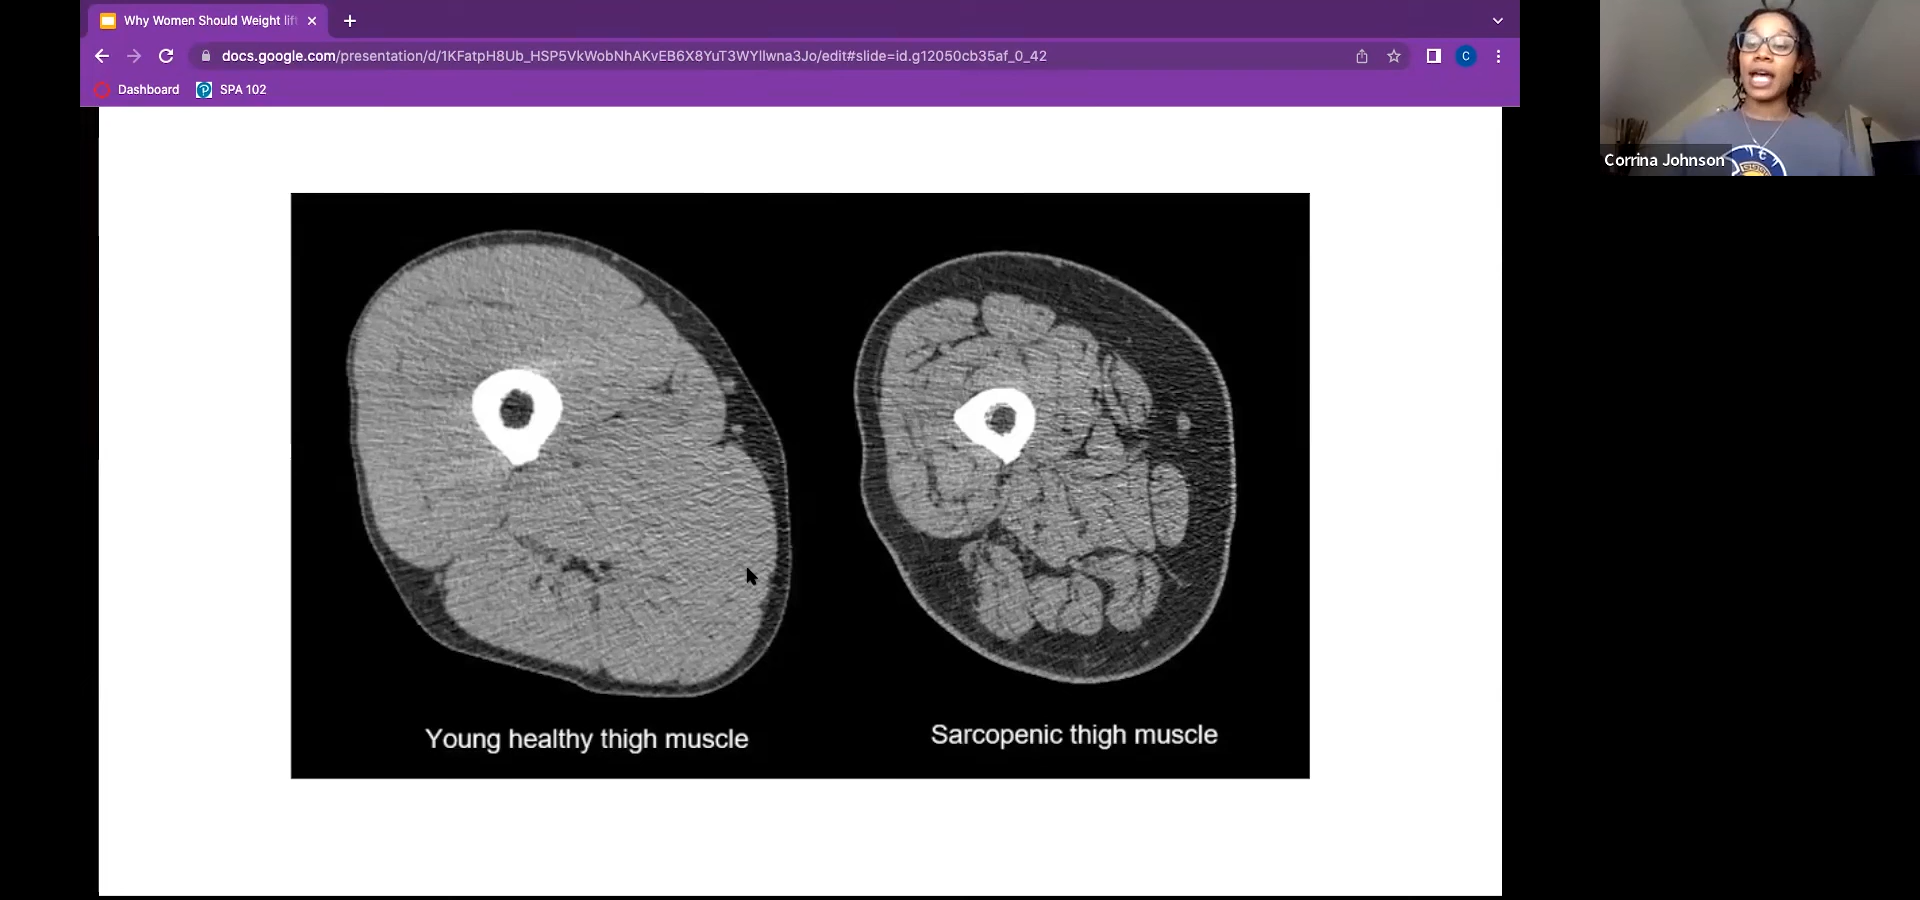 Why Women Should Weight lift
docs.google.com/presentation/d/1KFatpH8Ub_HSP5VkWobNhAKvEB6X8YuT3WYllwna3Jo/edit#slide=id.g12050cb35af_0_42
C
Dashboard
SPA 102
Corrina Johnson
Young healthy thigh muscle
Sarcopenic thigh muscle